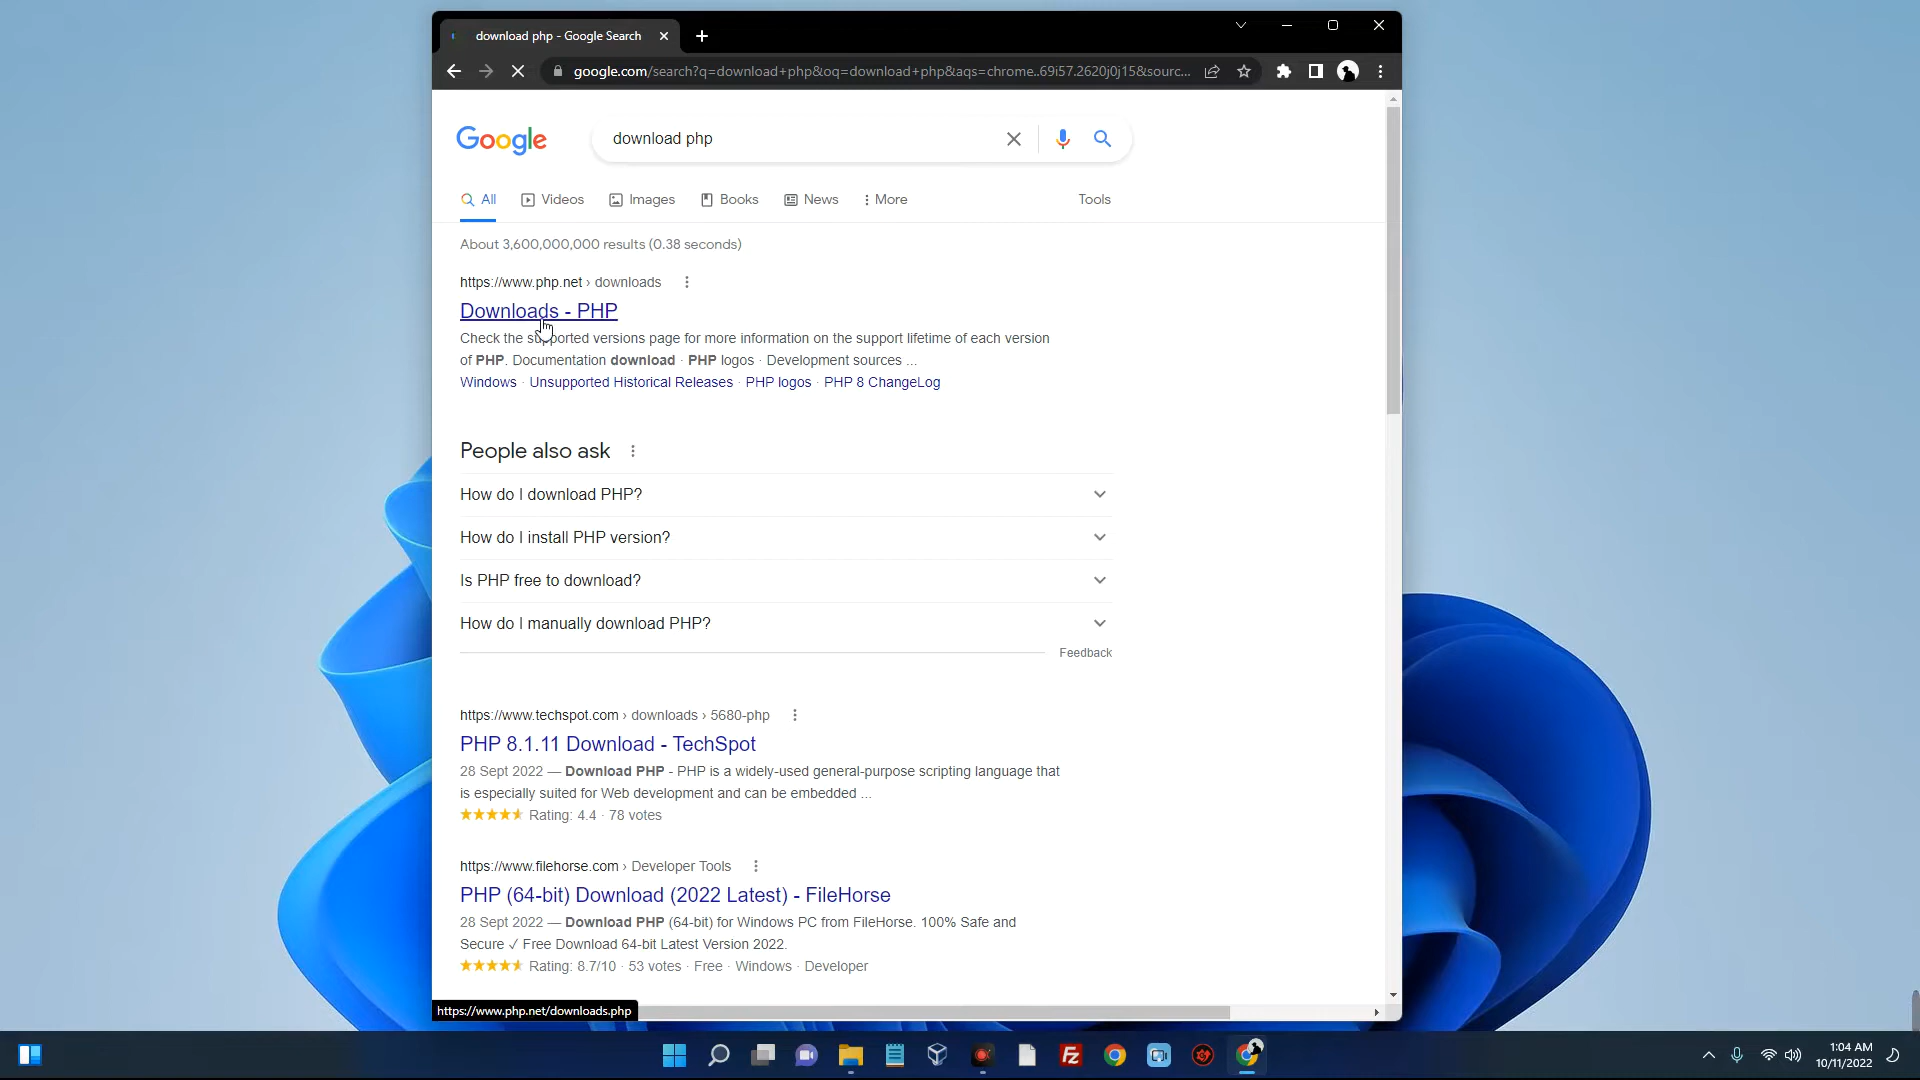 download php - Google Search
google.com/search?q=download+php&oq=download+php&aqs=chrome..69i57.2620j0j15&sourc...
Google
download php
All
Videos
Images
Books
News
More
Tools
About 3,600,000,000 results (0.38 seconds)
https://www.php.net › downloads
Downloads - PHP
Check the supported versions page for more information on the support lifetime of each version
of PHP. Documentation download · PHP logos · Development sources ...
Windows · Unsupported Historical Releases · PHP logos · PHP 8 ChangeLog
People also ask
How do I download PHP?
How do I install PHP version?
Is PHP free to download?
How do I manually download PHP?
Feedback
https://www.techspot.com › downloads › 5680-php
PHP 8.1.11 Download - TechSpot
28 Sept 2022 — Download PHP - PHP is a widely-used general-purpose scripting language that
is especially suited for Web development and can be embedded ...
Rating: 4.4 · 78 votes
https://www.filehorse.com › Developer Tools
PHP (64-bit) Download (2022 Latest) - FileHorse
28 Sept 2022 — Download PHP (64-bit) for Windows PC from FileHorse. 100% Safe and
Secure ✓ Free Download 64-bit Latest Version 2022.
Rating: 8.7/10 · 53 votes · Free · Windows · Developer
https://www.php.net/downloads.php
Fz
1:04 AM
10/11/2022